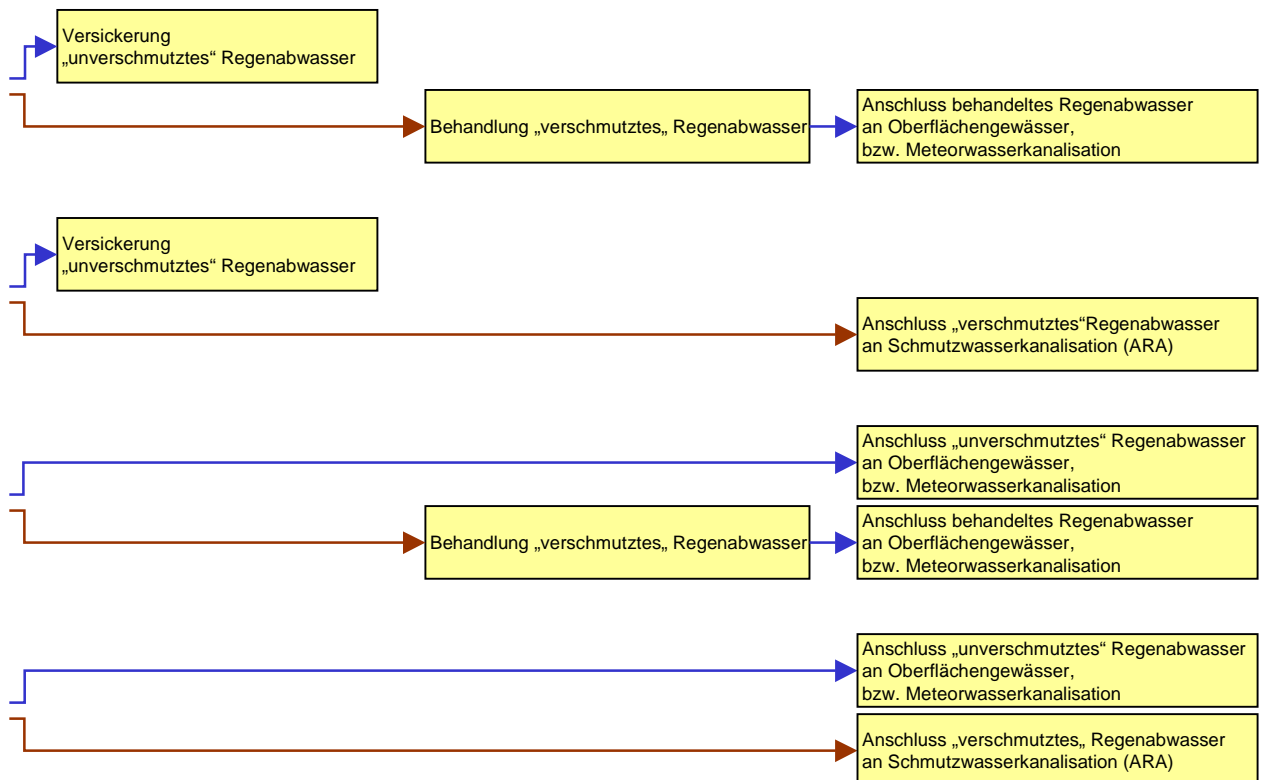 Versickerung
„unverschmutztes“ Regenabwasser
Behandlung „verschmutztes„ Regenabwasser
Anschluss behandeltes Regenabwasser
an Oberflächengewässer,
bzw. Meteorwasserkanalisation
Versickerung
„unverschmutztes“ Regenabwasser
Anschluss „verschmutztes“Regenabwasser
an Schmutzwasserkanalisation (ARA)
Anschluss „unverschmutztes“ Regenabwasser
an Oberflächengewässer,
bzw. Meteorwasserkanalisation
Behandlung „verschmutztes„ Regenabwasser
Anschluss behandeltes Regenabwasser
an Oberflächengewässer,
bzw. Meteorwasserkanalisation
Anschluss „unverschmutztes“ Regenabwasser
an Oberflächengewässer,
bzw. Meteorwasserkanalisation
Anschluss „verschmutztes„ Regenabwasser
an Schmutzwasserkanalisation (ARA)